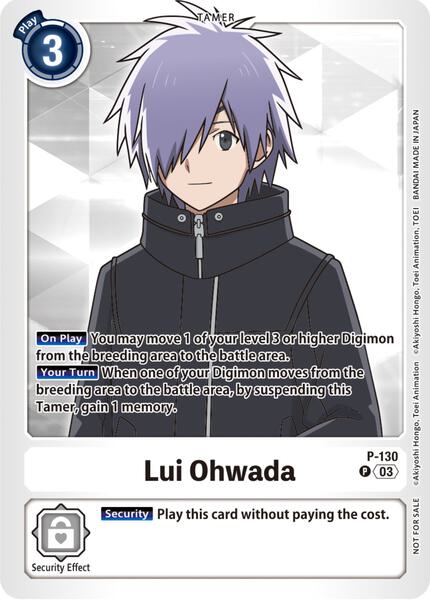 TAMER
Play
3
On Play You may move 1 of your level 3 or higher Digimon
from the breeding area to the battle area.
Your Turn When one of your Digimon moves from the
breeding area to the battle area, by suspending this
Tamer, gain 1 memory.
Lui Ohwada
P-130
P 03
Security Play this card without paying the cost.
Security Effect
NOT FOR SALE ©Akiyoshi Hongo, Toei Animation ©Akiyoshi Hongo, Toei Animation, TOEI BANDAI MADE IN JAPAN